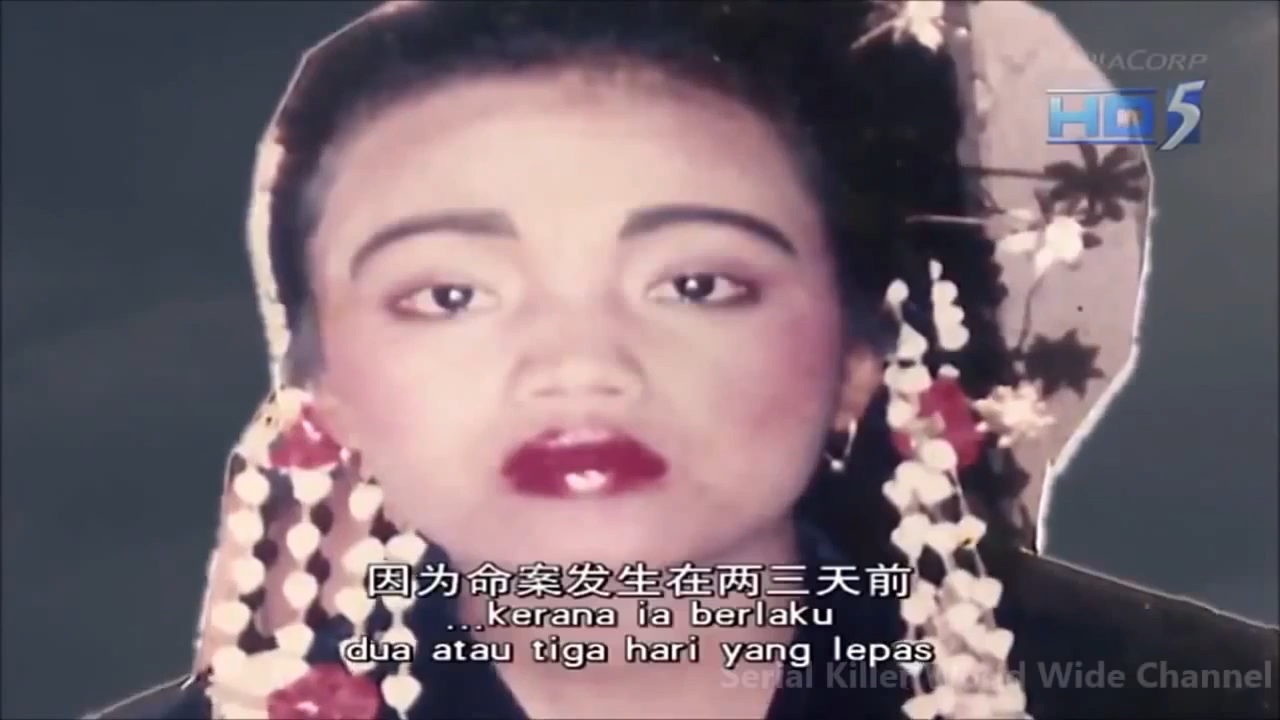 MEDIACORP
HD5
因为命案发生在两三天前
...kerana ia berlaku
dua atau tiga hari yang lepas
Serial Killer World Wide Channel